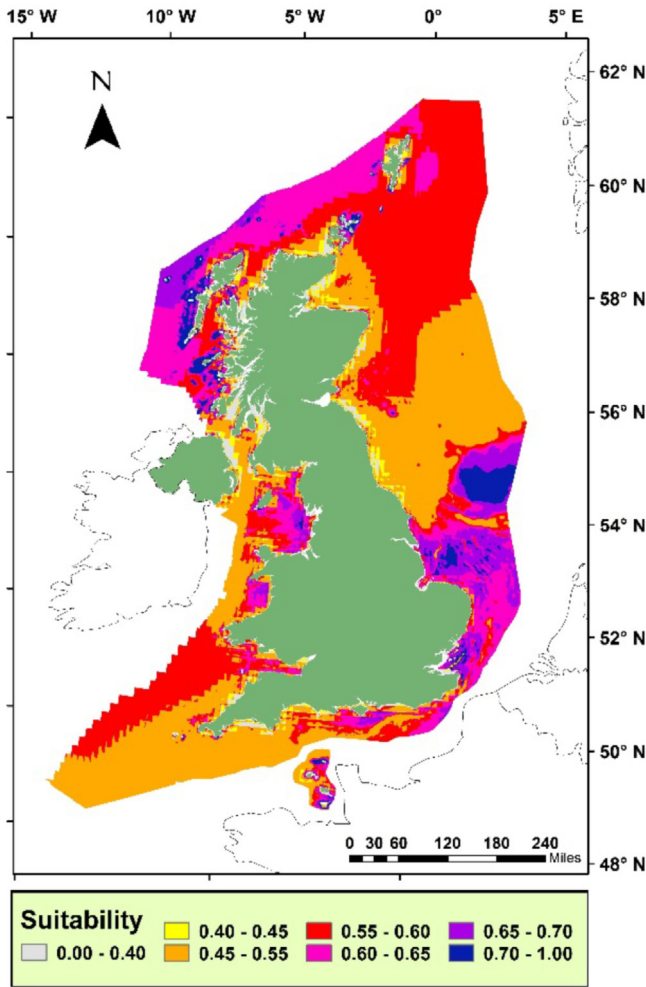 15° W 10° W 5° W 0° 5° E
N
62° N
60° N
58° N
56° N
54° N
52° N
50° N
48° N
0 30 60 120 180 240
Miles
Suitability
0.00 - 0.40
0.40 - 0.45
0.45 - 0.55
0.55 - 0.60
0.60 - 0.65
0.65 - 0.70
0.70 - 1.00